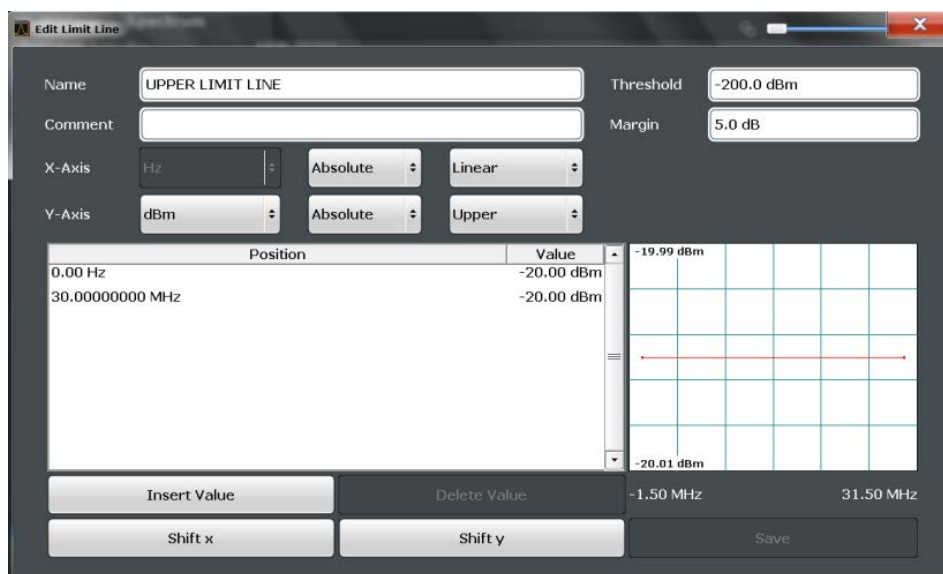 Spectrum
Edit Limit Line
Name UPPER LIMIT LINE Threshold -200.0 dBm
Comment Margin 5.0 dB
X-Axis Hz Absolute Linear
Y-Axis dBm Absolute Upper
Position Value
0.00 Hz -20.00 dBm
30.00000000 MHz -20.00 dBm
-19.99 dBm
-20.01 dBm
Insert Value Delete Value -1.50 MHz 31.50 MHz
Shift x Shift y Save